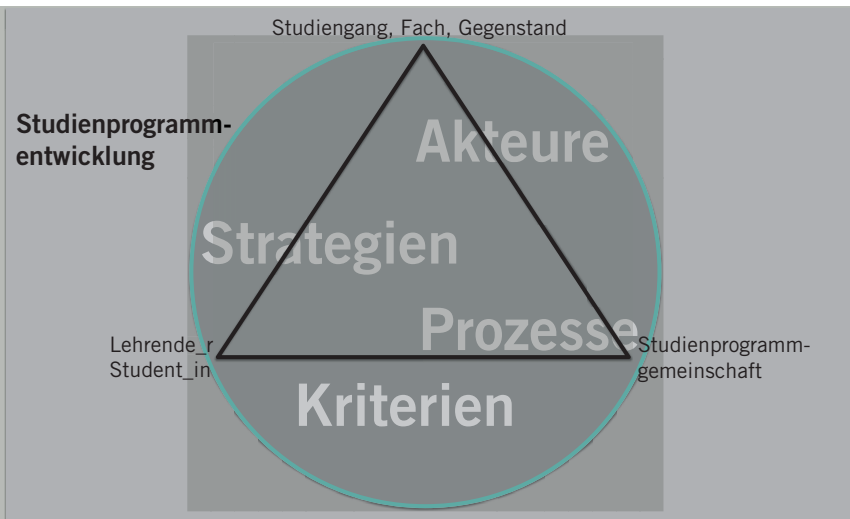 Studiengang, Fach, Gegenstand
Studienprogramm-
entwicklung
Akteure
Strategien
Prozesse
Lehrende_r
Student_in
Studienprogramm-
gemeinschaft
Kriterien